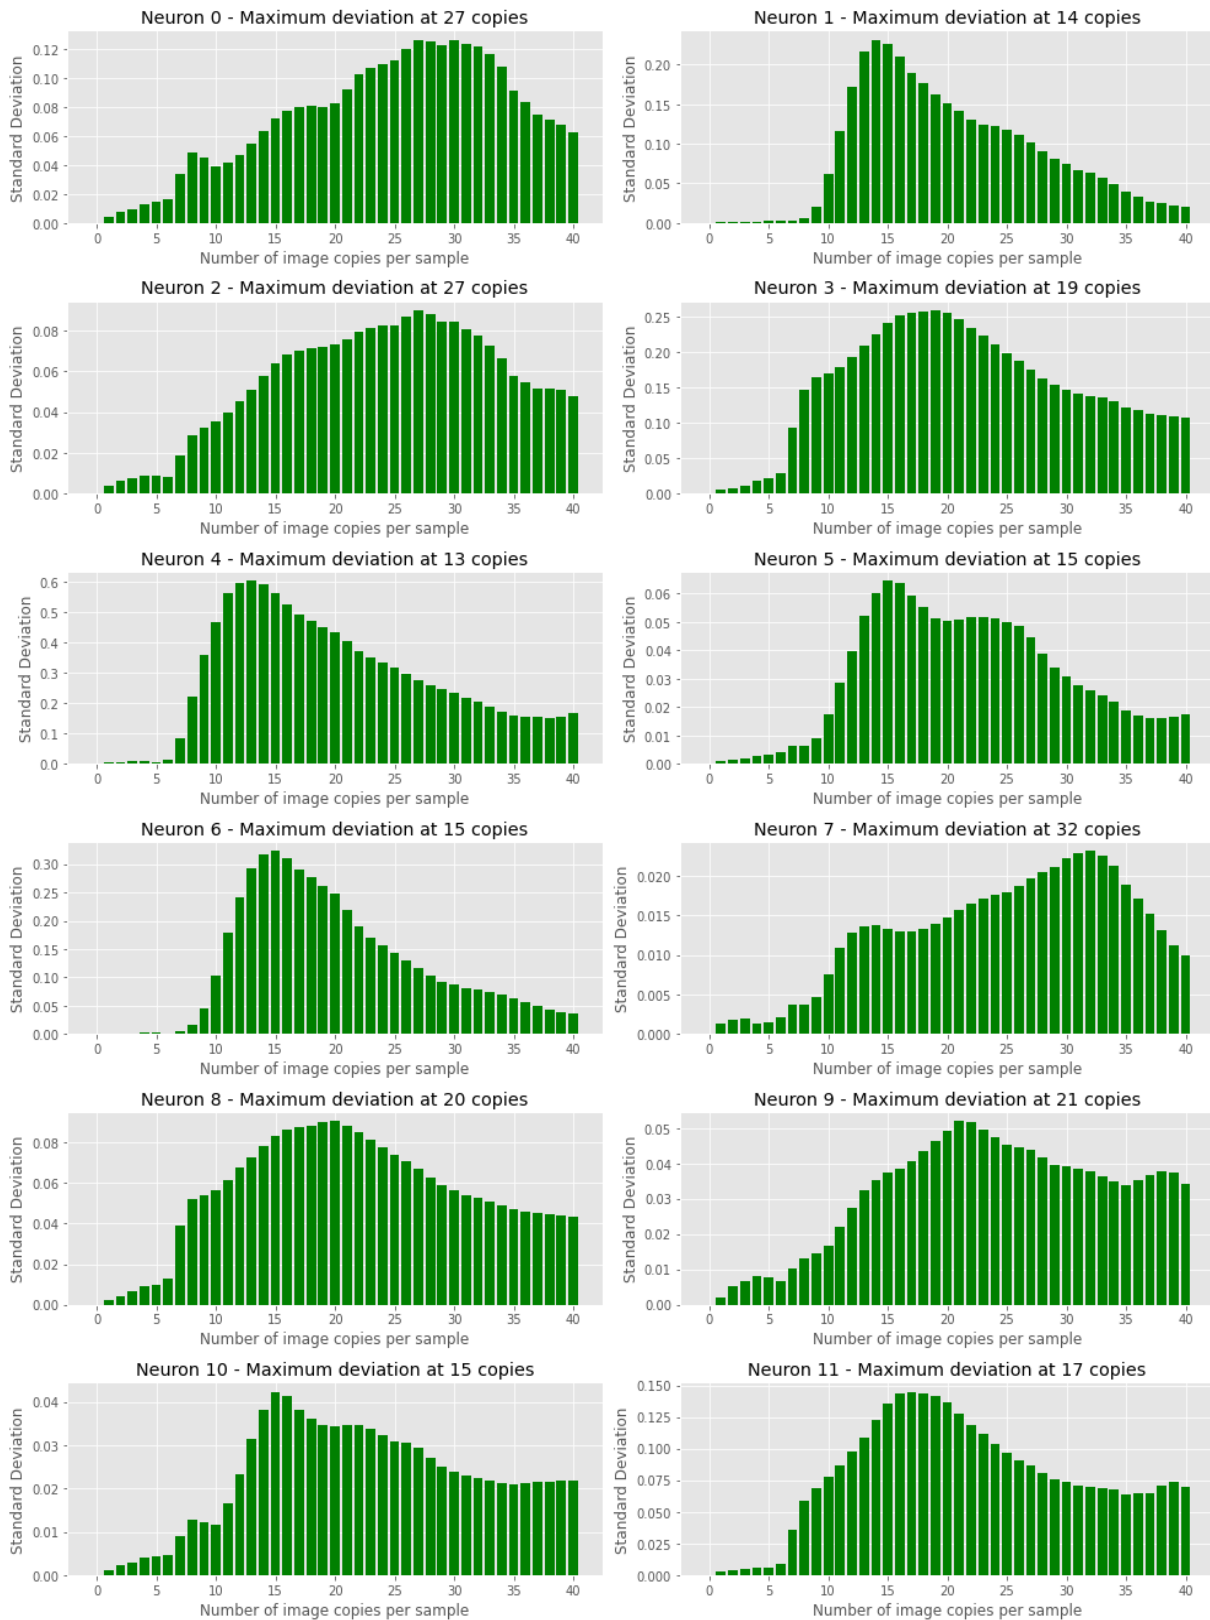 Neuron 0 - Maximum deviation at 27 copies
Standard Deviation
0.12
0.10
0.08
0.06
0.04
0.02
0.00
0 5 10 15 20 25 30 35 40
Number of image copies per sample
Neuron 1 - Maximum deviation at 14 copies
Standard Deviation
0.20
0.15
0.10
0.05
0.00
0 5 10 15 20 25 30 35 40
Number of image copies per sample
Neuron 2 - Maximum deviation at 27 copies
Standard Deviation
0.08
0.06
0.04
0.02
0.00
0 5 10 15 20 25 30 35 40
Number of image copies per sample
Neuron 3 - Maximum deviation at 19 copies
Standard Deviation
0.25
0.20
0.15
0.10
0.05
0.00
0 5 10 15 20 25 30 35 40
Number of image copies per sample
Neuron 4 - Maximum deviation at 13 copies
Standard Deviation
0.6
0.5
0.4
0.3
0.2
0.1
0.0
0 5 10 15 20 25 30 35 40
Number of image copies per sample
Neuron 5 - Maximum deviation at 15 copies
Standard Deviation
0.06
0.05
0.04
0.03
0.02
0.01
0.00
0 5 10 15 20 25 30 35 40
Number of image copies per sample
Neuron 6 - Maximum deviation at 15 copies
Standard Deviation
0.30
0.25
0.20
0.15
0.10
0.05
0.00
0 5 10 15 20 25 30 35 40
Number of image copies per sample
Neuron 7 - Maximum deviation at 32 copies
Standard Deviation
0.020
0.015
0.010
0.005
0.000
0 5 10 15 20 25 30 35 40
Number of image copies per sample
Neuron 8 - Maximum deviation at 20 copies
Standard Deviation
0.08
0.06
0.04
0.02
0.00
0 5 10 15 20 25 30 35 40
Number of image copies per sample
Neuron 9 - Maximum deviation at 21 copies
Standard Deviation
0.05
0.04
0.03
0.02
0.01
0.00
0 5 10 15 20 25 30 35 40
Number of image copies per sample
Neuron 10 - Maximum deviation at 15 copies
Standard Deviation
0.04
0.03
0.02
0.01
0.00
0 5 10 15 20 25 30 35 40
Number of image copies per sample
Neuron 11 - Maximum deviation at 17 copies
Standard Deviation
0.150
0.125
0.100
0.075
0.050
0.025
0.000
0 5 10 15 20 25 30 35 40
Number of image copies per sample